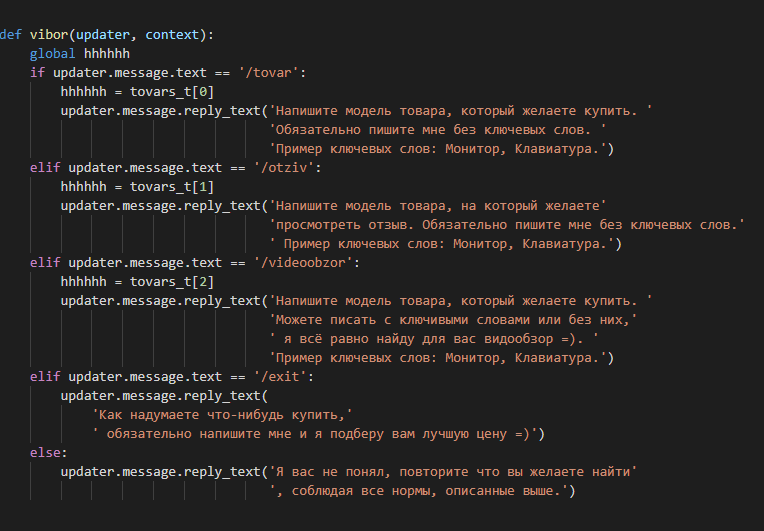 def vibor(updater, context):
    global hhhhhh
    if updater.message.text == '/tovar':
        hhhhhh = tovars_t[0]
        updater.message.reply_text('Напишите модель товара, который желаете купить. '
                                   'Обязательно пишите мне без ключевых слов. '
                                   'Пример ключевых слов: Монитор, Клавиатура.')
    elif updater.message.text == '/otziv':
        hhhhhh = tovars_t[1]
        updater.message.reply_text('Напишите модель товара, на который желаете'
                                   'просмотреть отзыв. Обязательно пишите мне без ключевых слов.'
                                   ' Пример ключевых слов: Монитор, Клавиатура.')
    elif updater.message.text == '/videoobzor':
        hhhhhh = tovars_t[2]
        updater.message.reply_text('Напишите модель товара, который желаете купить. '
                                   'Можете писать с ключивыми словами или без них,'
                                   ' я всё равно найду для вас видообзор =). '
                                   'Пример ключевых слов: Монитор, Клавиатура.')
    elif updater.message.text == '/exit':
        updater.message.reply_text(
            'Как надумаете что-нибудь купить,'
            ' обязательно напишите мне и я подберу вам лучшую цену =)')
    else:
        updater.message.reply_text('Я вас не понял, повторите что вы желаете найти'
                                   ', соблюдая все нормы, описанные выше.')